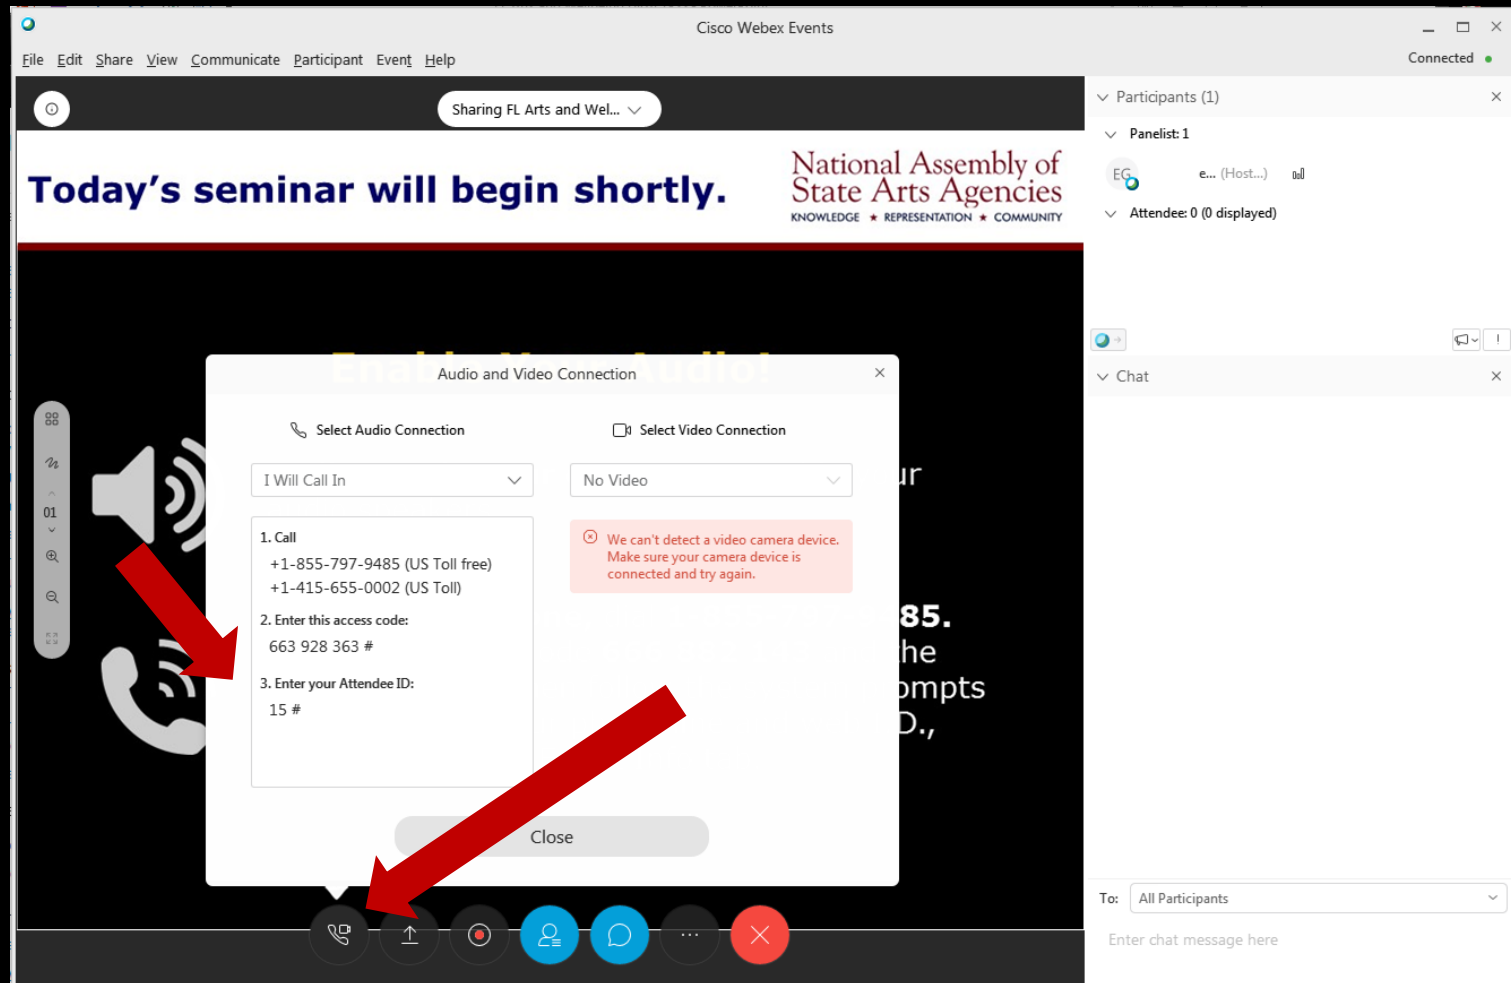 Cisco Webex Events
File Edit Share View Communicate Participant Event Help
Connected
Sharing FL Arts and Wel...
Today's seminar will begin shortly.
National Assembly of
State Arts Agencies
KNOWLEDGE ★ REPRESENTATION ★ COMMUNITY
Enable Your Audio!
Audio and Video Connection
Select Audio Connection
I Will Call In
1. Call
+1-855-797-9485 (US Toll free)
+1-415-655-0002 (US Toll)
2. Enter this access code:
663 928 363 #
3. Enter your Attendee ID:
15 #
Select Video Connection
No Video
We can't detect a video camera device.
Make sure your camera device is
connected and try again.
Close
01
ur
85.
he
ompts
D.,
Participants (1)
Panelist: 1
EG e... (Host...)
Attendee: 0 (0 displayed)
Chat
To: All Participants
Enter chat message here